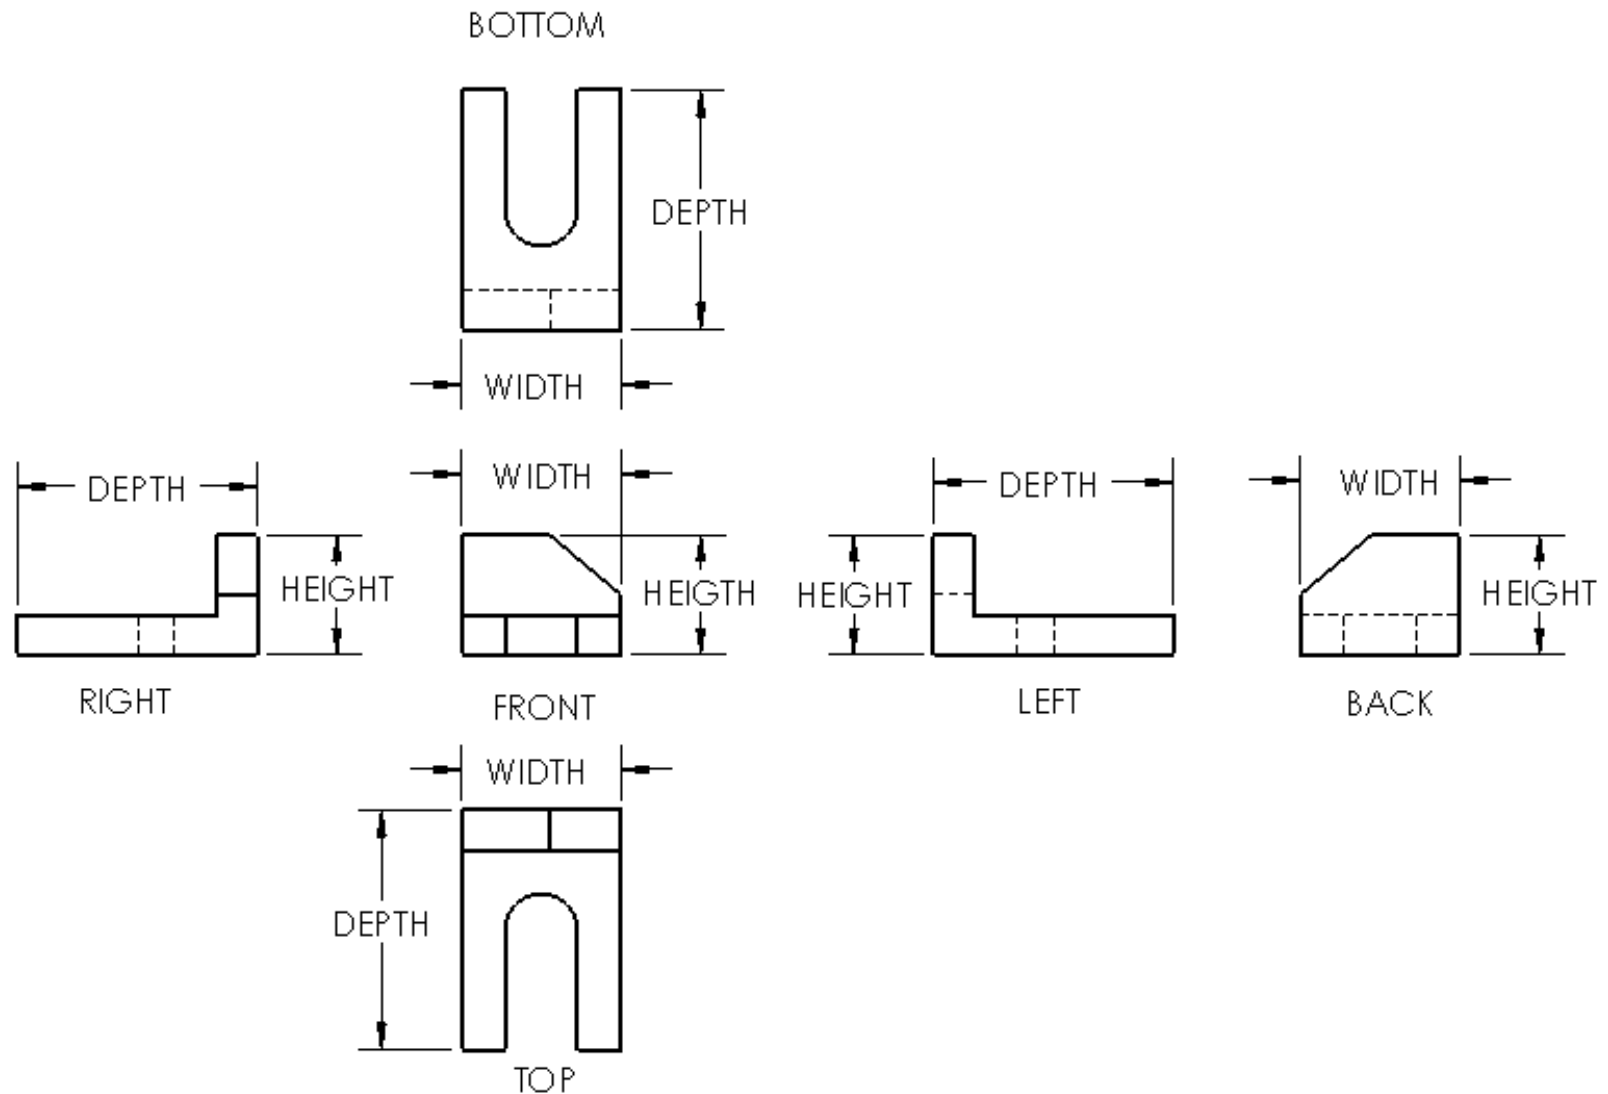 BOTTOM
DEPTH
WIDTH
WIDTH
DEPTH
DEPTH
WIDTH
HEIGHT
HEIGTH
HEIGHT
HEIGHT
RIGHT
FRONT
LEFT
BACK
WIDTH
DEPTH
TOP